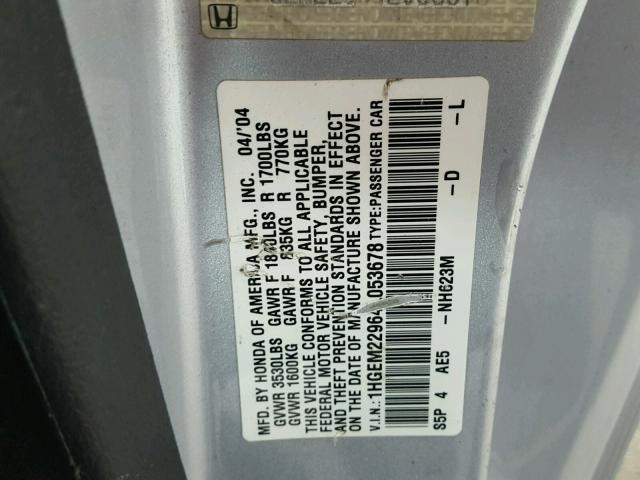 MFD. BY HONDA OF AMERICA MFG., INC. 04/'04
GVWR 3530LBS GAWR F 1840LBS R 1700LBS
GVWR 1600KG GAWR F 835KG R 770KG
THIS VEHICLE CONFORMS TO ALL APPLICABLE
FEDERAL MOTOR VEHICLE SAFETY, BUMPER,
AND THEFT PREVENTION STANDARDS IN EFFECT
ON THE DATE OF MANUFACTURE SHOWN ABOVE.
V.I.N.: 1HGEM22964L053678 TYPE:PASSENGER CAR
S5P 4 AE5 -NH623M -D -L